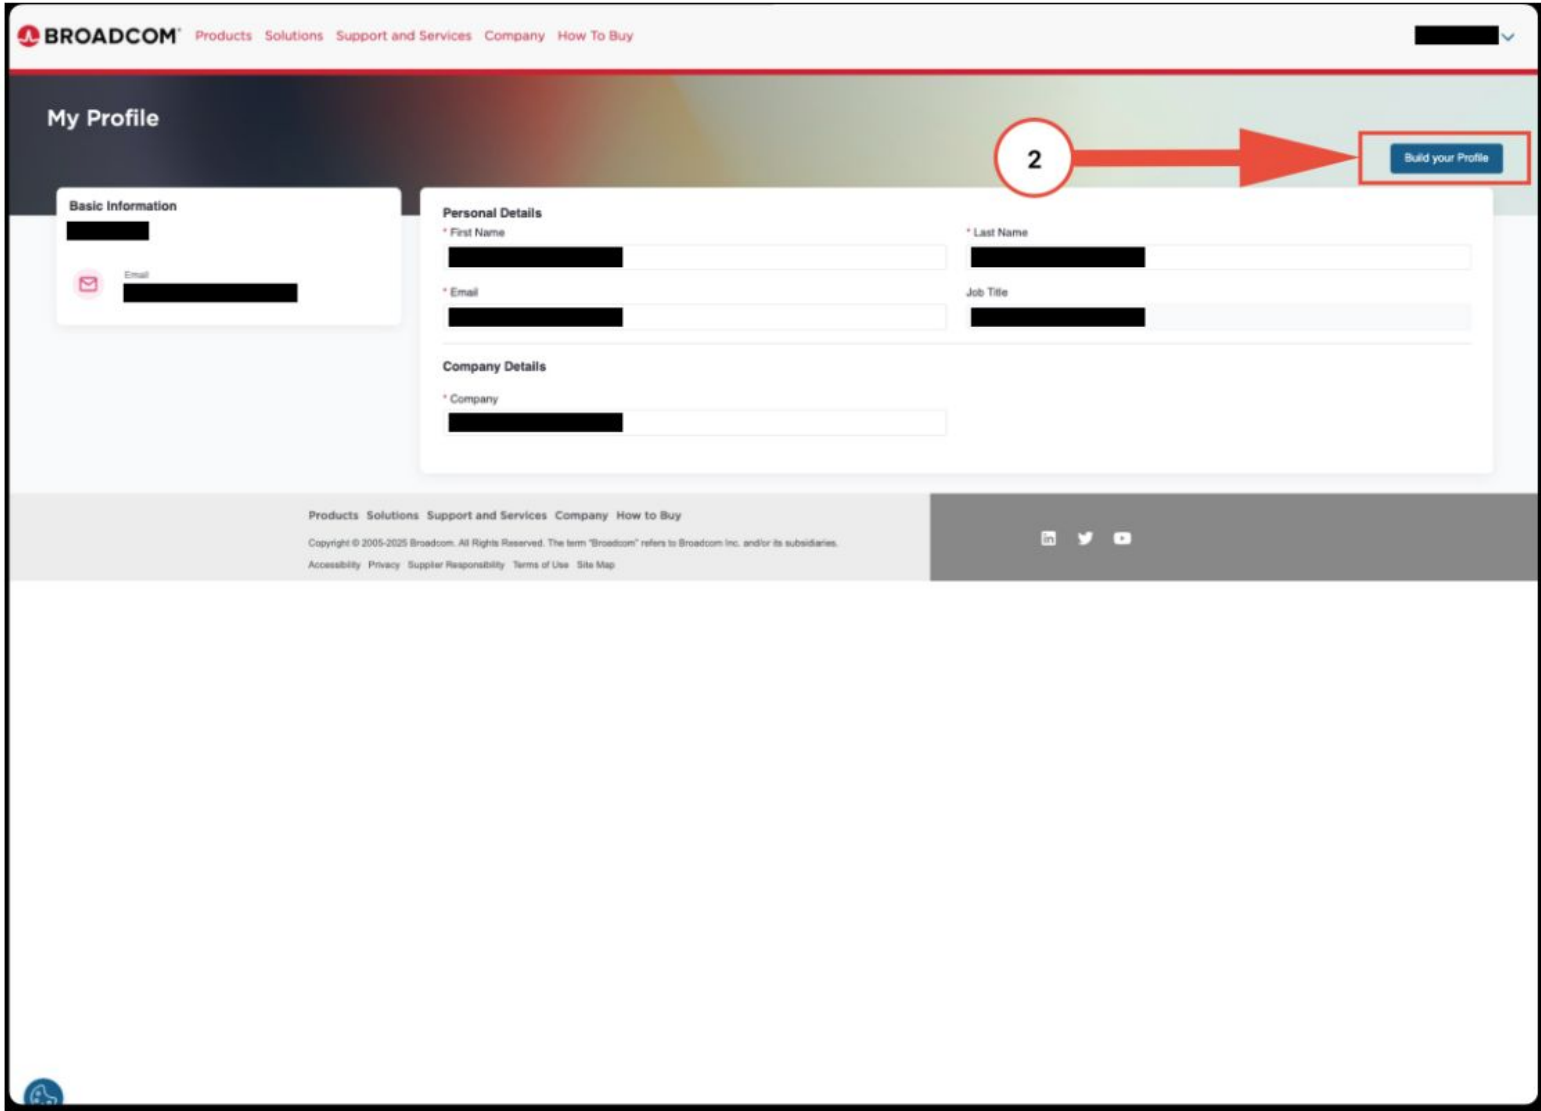 BROADCOM® Products Solutions Support and Services Company How To Buy
My Profile
2
Build your Profile
Basic Information
Email
Personal Details
* First Name
* Last Name
* Email
Job Title
Company Details
* Company
Products Solutions Support and Services Company How to Buy
Copyright © 2005-2025 Broadcom. All Rights Reserved. The term "Broadcom" refers to Broadcom Inc. and/or its subsidiaries.
Accessibility Privacy Supplier Responsibility Terms of Use Site Map